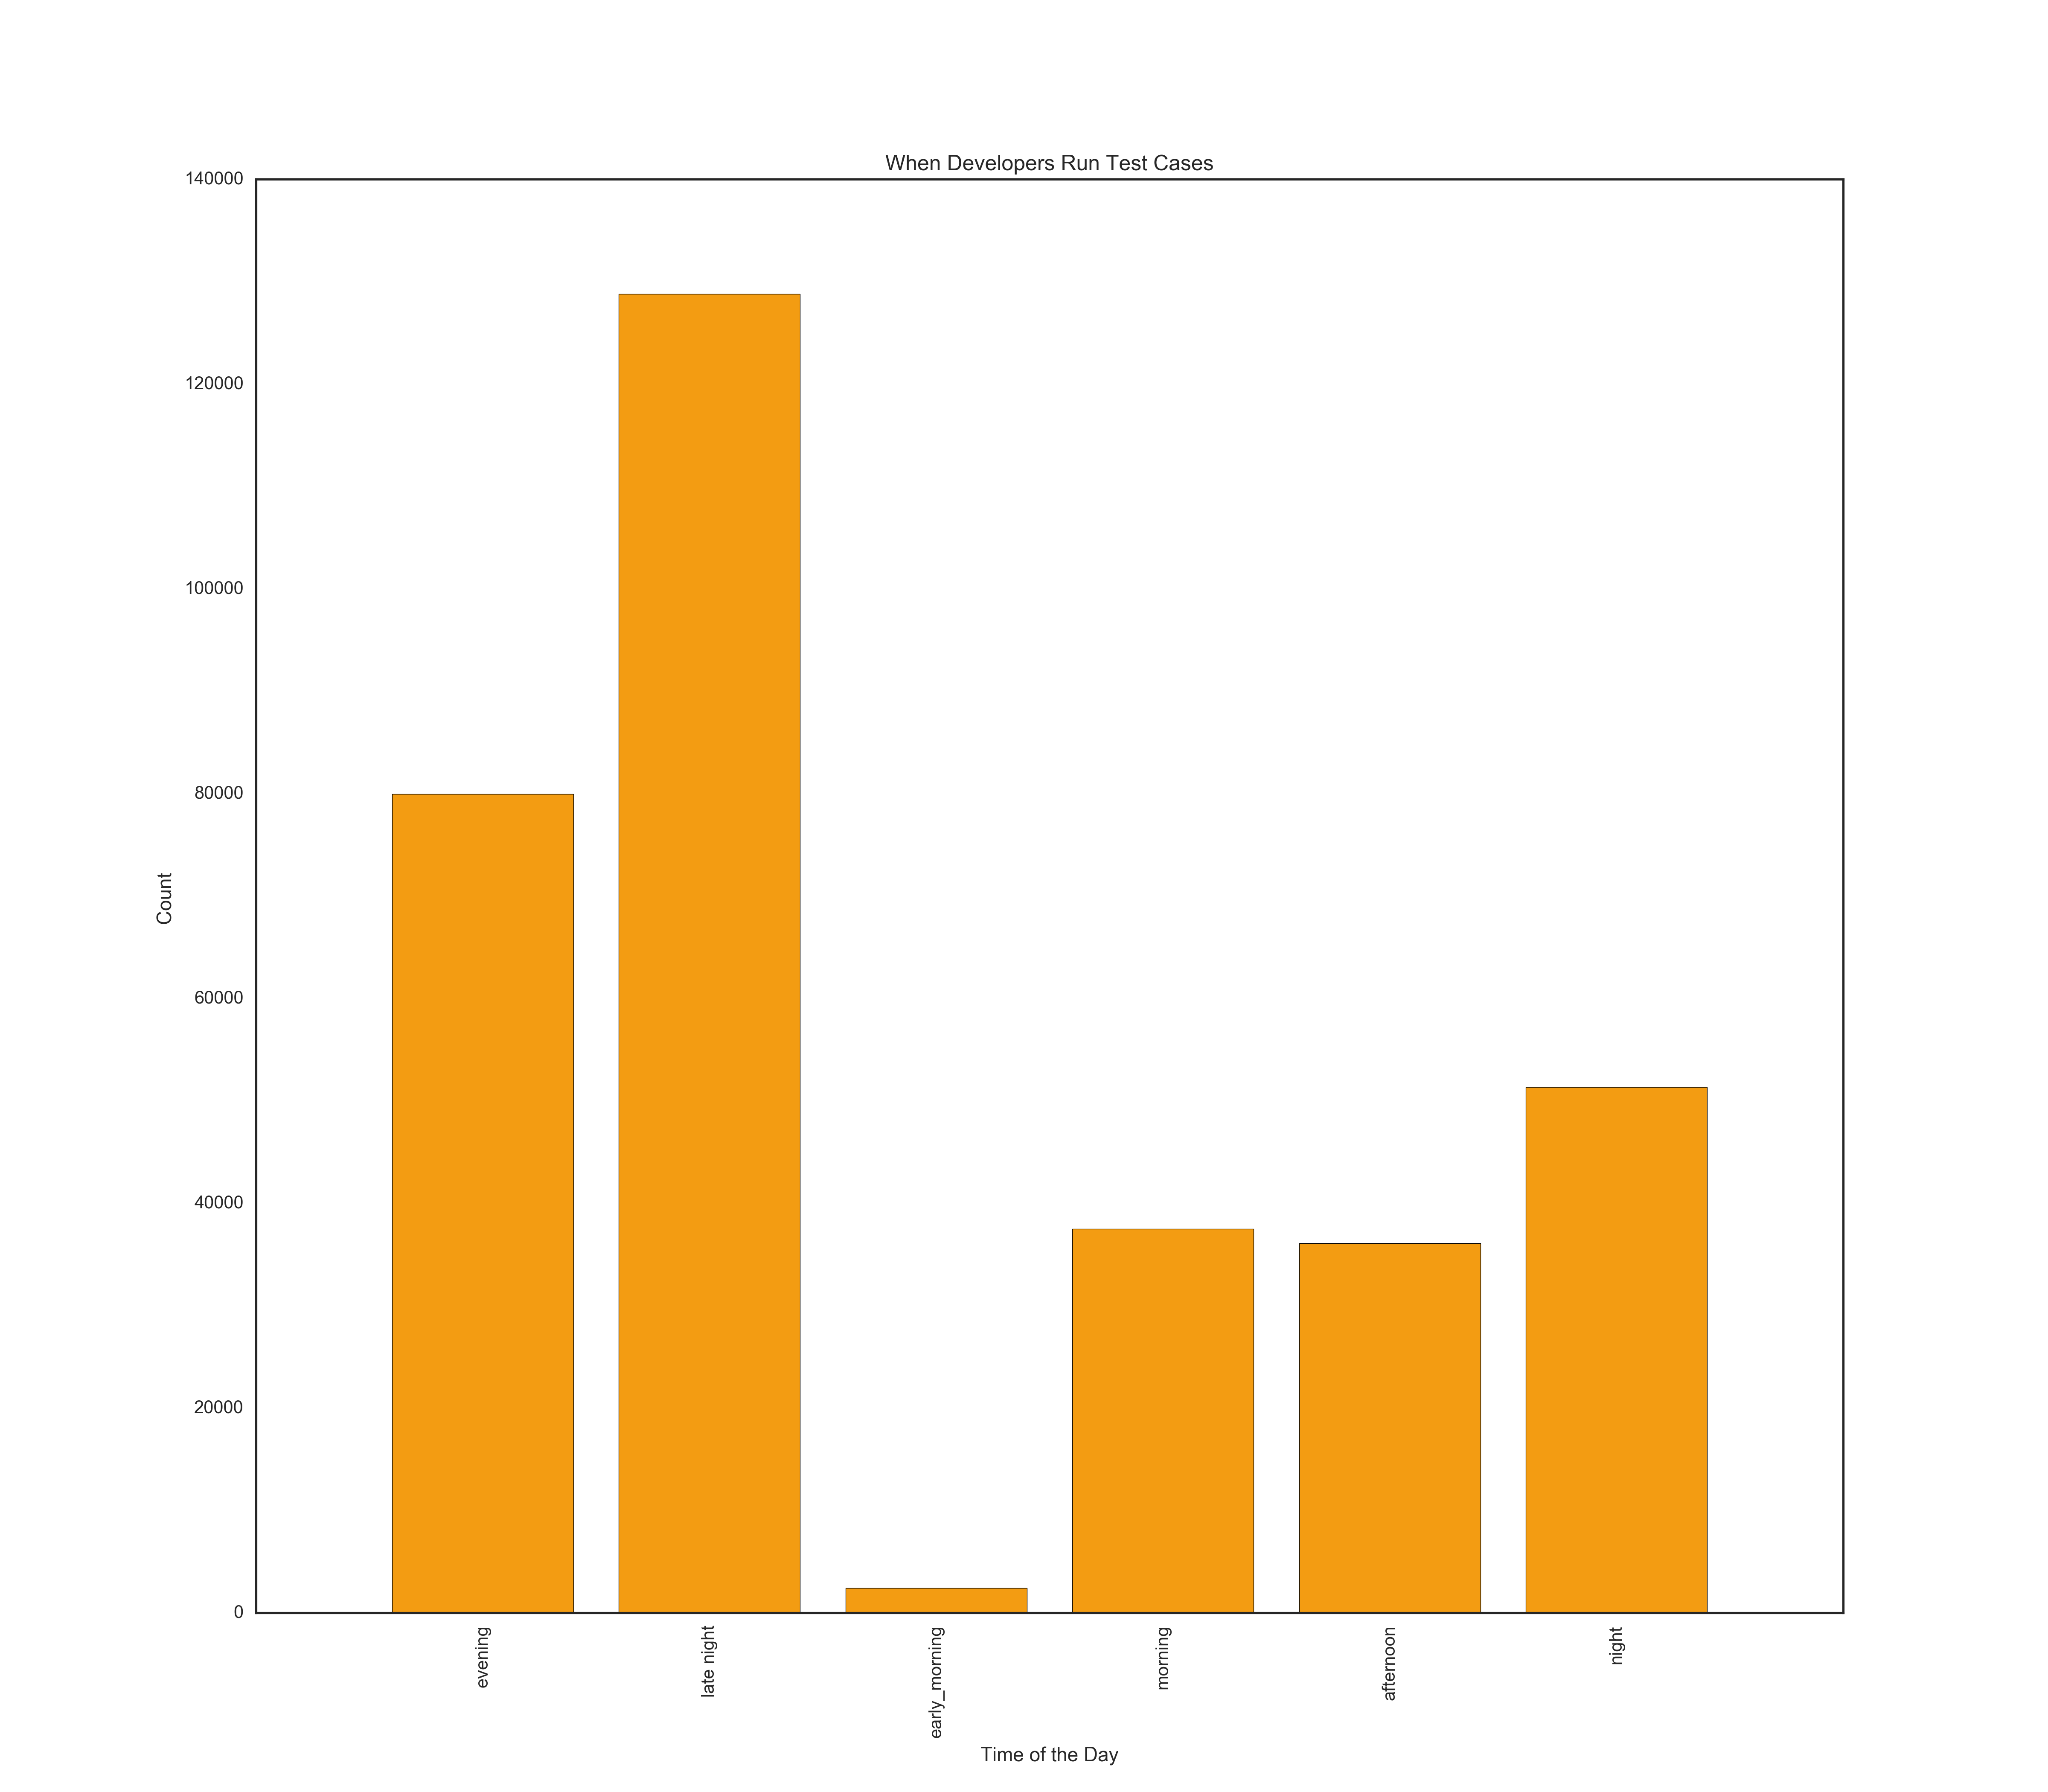 When Developers Run Test Cases
140000
120000
100000
80000
60000
40000
20000
0
Count
evening
late night
early_morning
morning
afternoon
night
Time of the Day